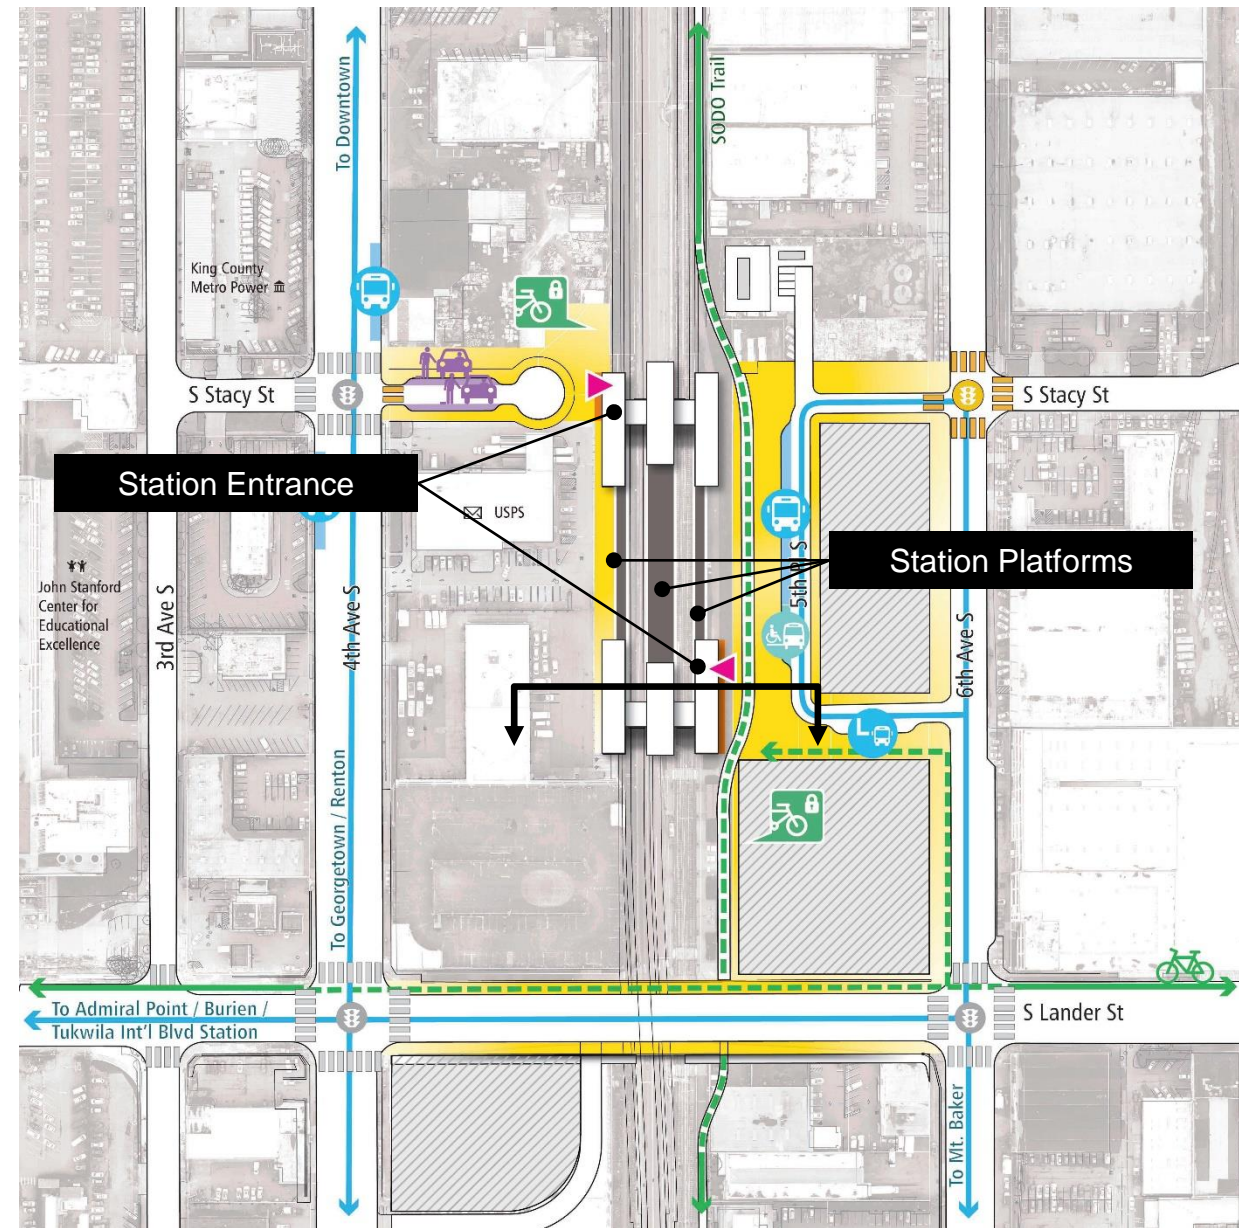 To Downtown
SODO Trail
King County
Metro Power
S Stacy St
S Stacy St
Station Entrance
USPS
Station Platforms
5th Pl S
John Stanford
Center for
Educational
Excellence
3rd Ave S
4th Ave S
6th Ave S
To Georgetown / Renton
To Admiral Point / Burien /
Tukwila Int'l Blvd Station
S Lander St
To Mt. Baker